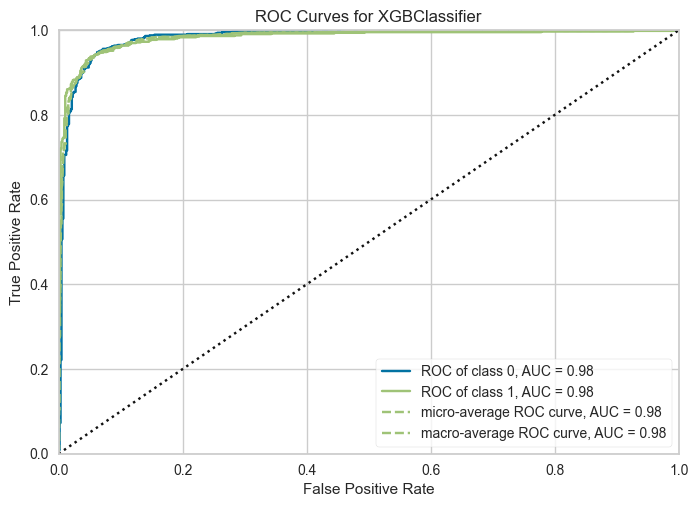 ROC Curves for XGBClassifier
1.0
0.8
0.6
0.4
0.2
0.0
True Positive Rate
ROC of class 0, AUC = 0.98
ROC of class 1, AUC = 0.98
micro-average ROC curve, AUC = 0.98
macro-average ROC curve, AUC = 0.98
0.0 0.2 0.4 0.6 0.8 1.0
False Positive Rate